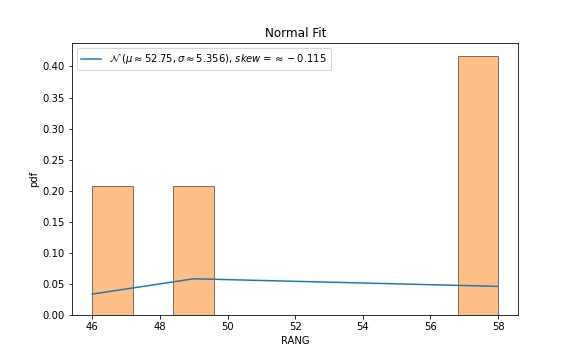 Normal Fit
𝒩(μ≈52.75, σ≈5.356), skew=≈−0.115
0.40
0.35
0.30
0.25
0.20
0.15
0.10
0.05
0.00
pdf
46 48 50 52 54 56 58
RANG